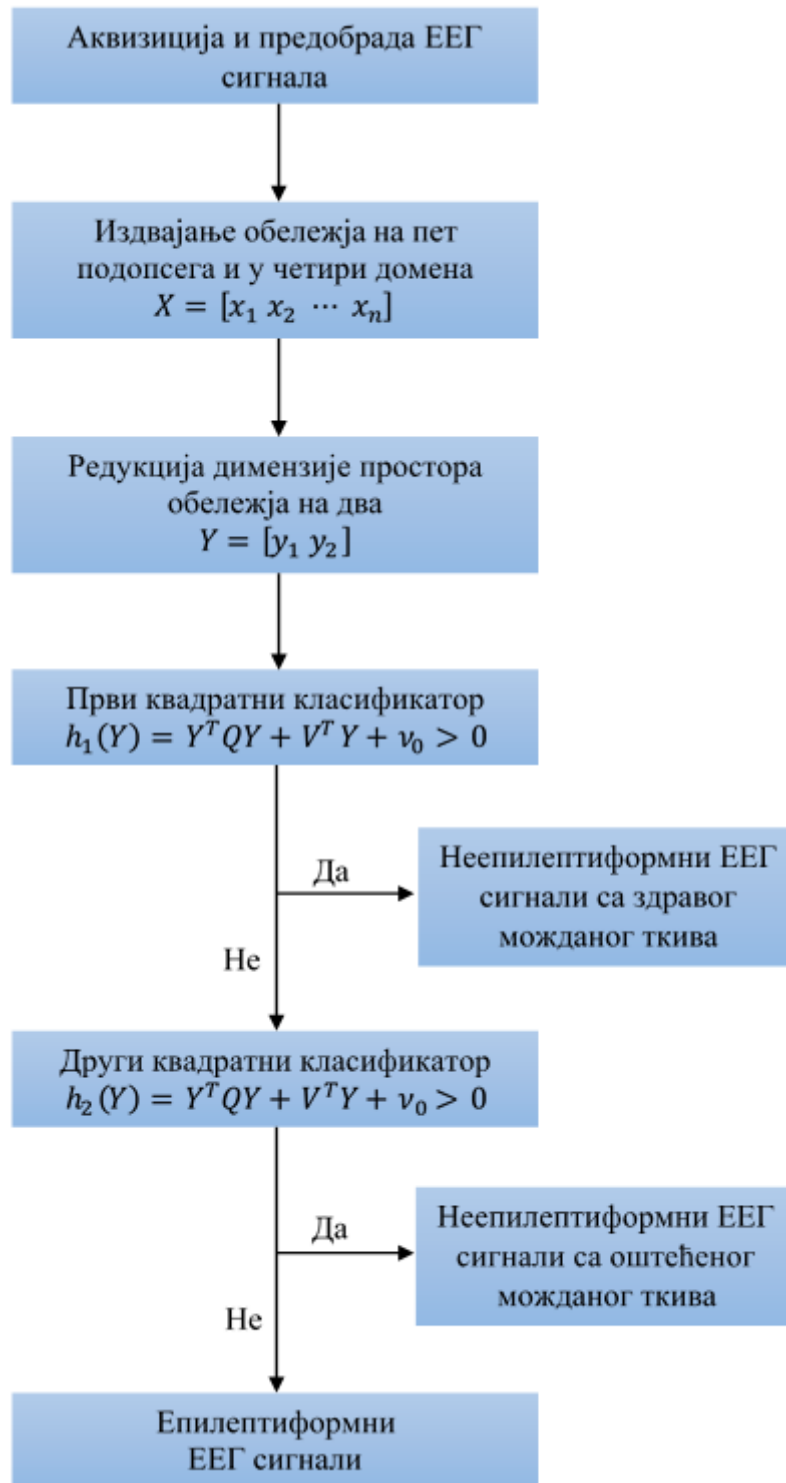 Аквизиција и предобрада ЕЕГ
сигнала
Издвајање обележја на пет
подопсега и у четири домена
X = [x₁ x₂ ⋯ xₙ]
Редукција димензије простора
обележја на два
Y = [y₁ y₂]
Први квадратни класификатор
h₁(Y) = YᵀQY + VᵀY + ν₀ > 0
Да
Неепилептиформни ЕЕГ
сигнали са здравог
можданог ткива
Не
Други квадратни класификатор
h₂(Y) = YᵀQY + VᵀY + ν₀ > 0
Да
Неепилептиформни ЕЕГ
сигнали са оштећеног
можданог ткива
Не
Епилептиформни
ЕЕГ сигнали